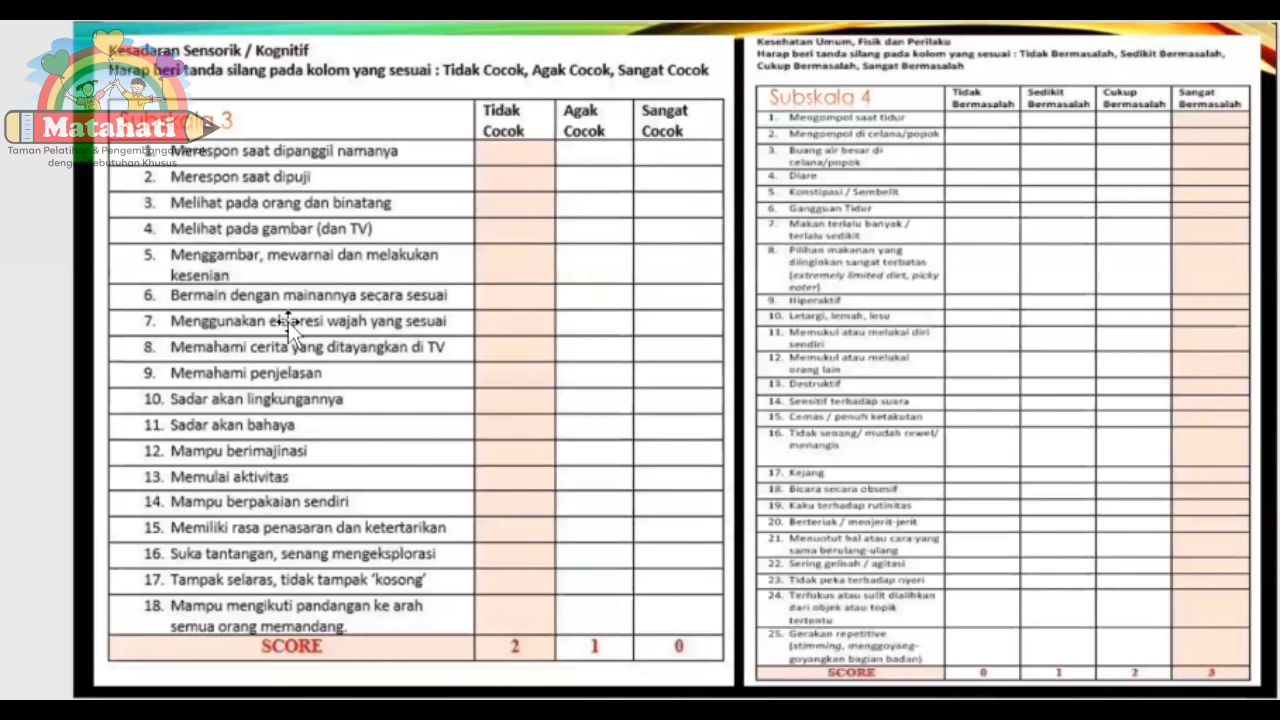 Kesadaran Sensorik / Kognitif
Harap beri tanda silang pada kolom yang sesuai : Tidak Cocok, Agak Cocok, Sangat Cocok
Matahati
Taman Pelatihan & Pengembangan Anak
dengan Kebutuhan Khusus
Subskala 3
Tidak Cocok
Agak Cocok
Sangat Cocok
1. Merespon saat dipanggil namanya
2. Merespon saat dipuji
3. Melihat pada orang dan binatang
4. Melihat pada gambar (dan TV)
5. Menggambar, mewarnai dan melakukan
kesenian
6. Bermain dengan mainannya secara sesuai
7. Menggunakan ekspresi wajah yang sesuai
8. Memahami cerita yang ditayangkan di TV
9. Memahami penjelasan
10. Sadar akan lingkungannya
11. Sadar akan bahaya
12. Mampu berimajinasi
13. Memulai aktivitas
14. Mampu berpakaian sendiri
15. Memiliki rasa penasaran dan ketertarikan
16. Suka tantangan, senang mengeksplorasi
17. Tampak selaras, tidak tampak ‘kosong’
18. Mampu mengikuti pandangan ke arah
semua orang memandang.
SCORE 2 1 0
Kesehatan Umum, Fisik dan Perilaku
Harap beri tanda silang pada kolom yang sesuai : Tidak Bermasalah, Sedikit Bermasalah,
Cukup Bermasalah, Sangat Bermasalah
Subskala 4
Tidak Bermasalah
Sedikit Bermasalah
Cukup Bermasalah
Sangat Bermasalah
1. Mengompol saat tidur
2. Mengompol di celana/popok
3. Buang air besar di
celana/popok
4. Diare
5. Konstipasi / Sembelit
6. Gangguan Tidur
7. Makan terlalu banyak /
terlalu sedikit
8. Pilihan makanan yang
diinginkan sangat terbatas
(extremely limited diet, picky
eater)
9. Hiperaktif
10. Letargi, lemah, lesu
11. Memukul atau melukai diri
sendiri
12. Memukul atau melukai
orang lain
13. Destruktif
14. Sensitif terhadap suara
15. Cemas / penuh ketakutan
16. Tidak senang/ mudah rewel/
menangis
17. Kejang
18. Bicara secara obsesif
19. Kaku terhadap rutinitas
20. Berteriak / menjerit-jerit
21. Menuntut hal atau cara yang
sama berulang-ulang
22. Sering gelisah / agitasi
23. Tidak peka terhadap nyeri
24. Terfokus atau sulit dialihkan
dari objek atau topik
tertentu
25. Gerakan repetitive
(stimming, menggoyang-
goyangkan bagian badan)
SCORE 0 1 2 3